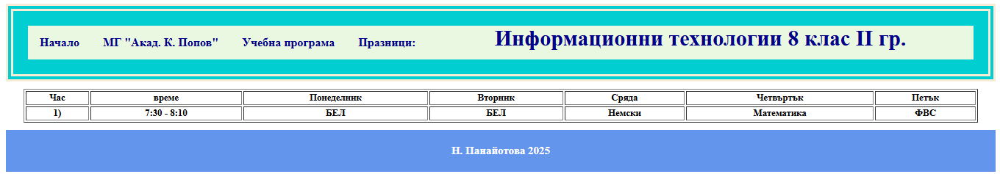 Начало МГ "Акад. К. Попов" Учебна програма Празници: Информационни технологии 8 клас II гр.
Час време Понеделник Вторник Сряда Четвъртък Петък
1) 7:30 - 8:10 БЕЛ БЕЛ Немски Математика ФВС
Н. Панайотова 2025